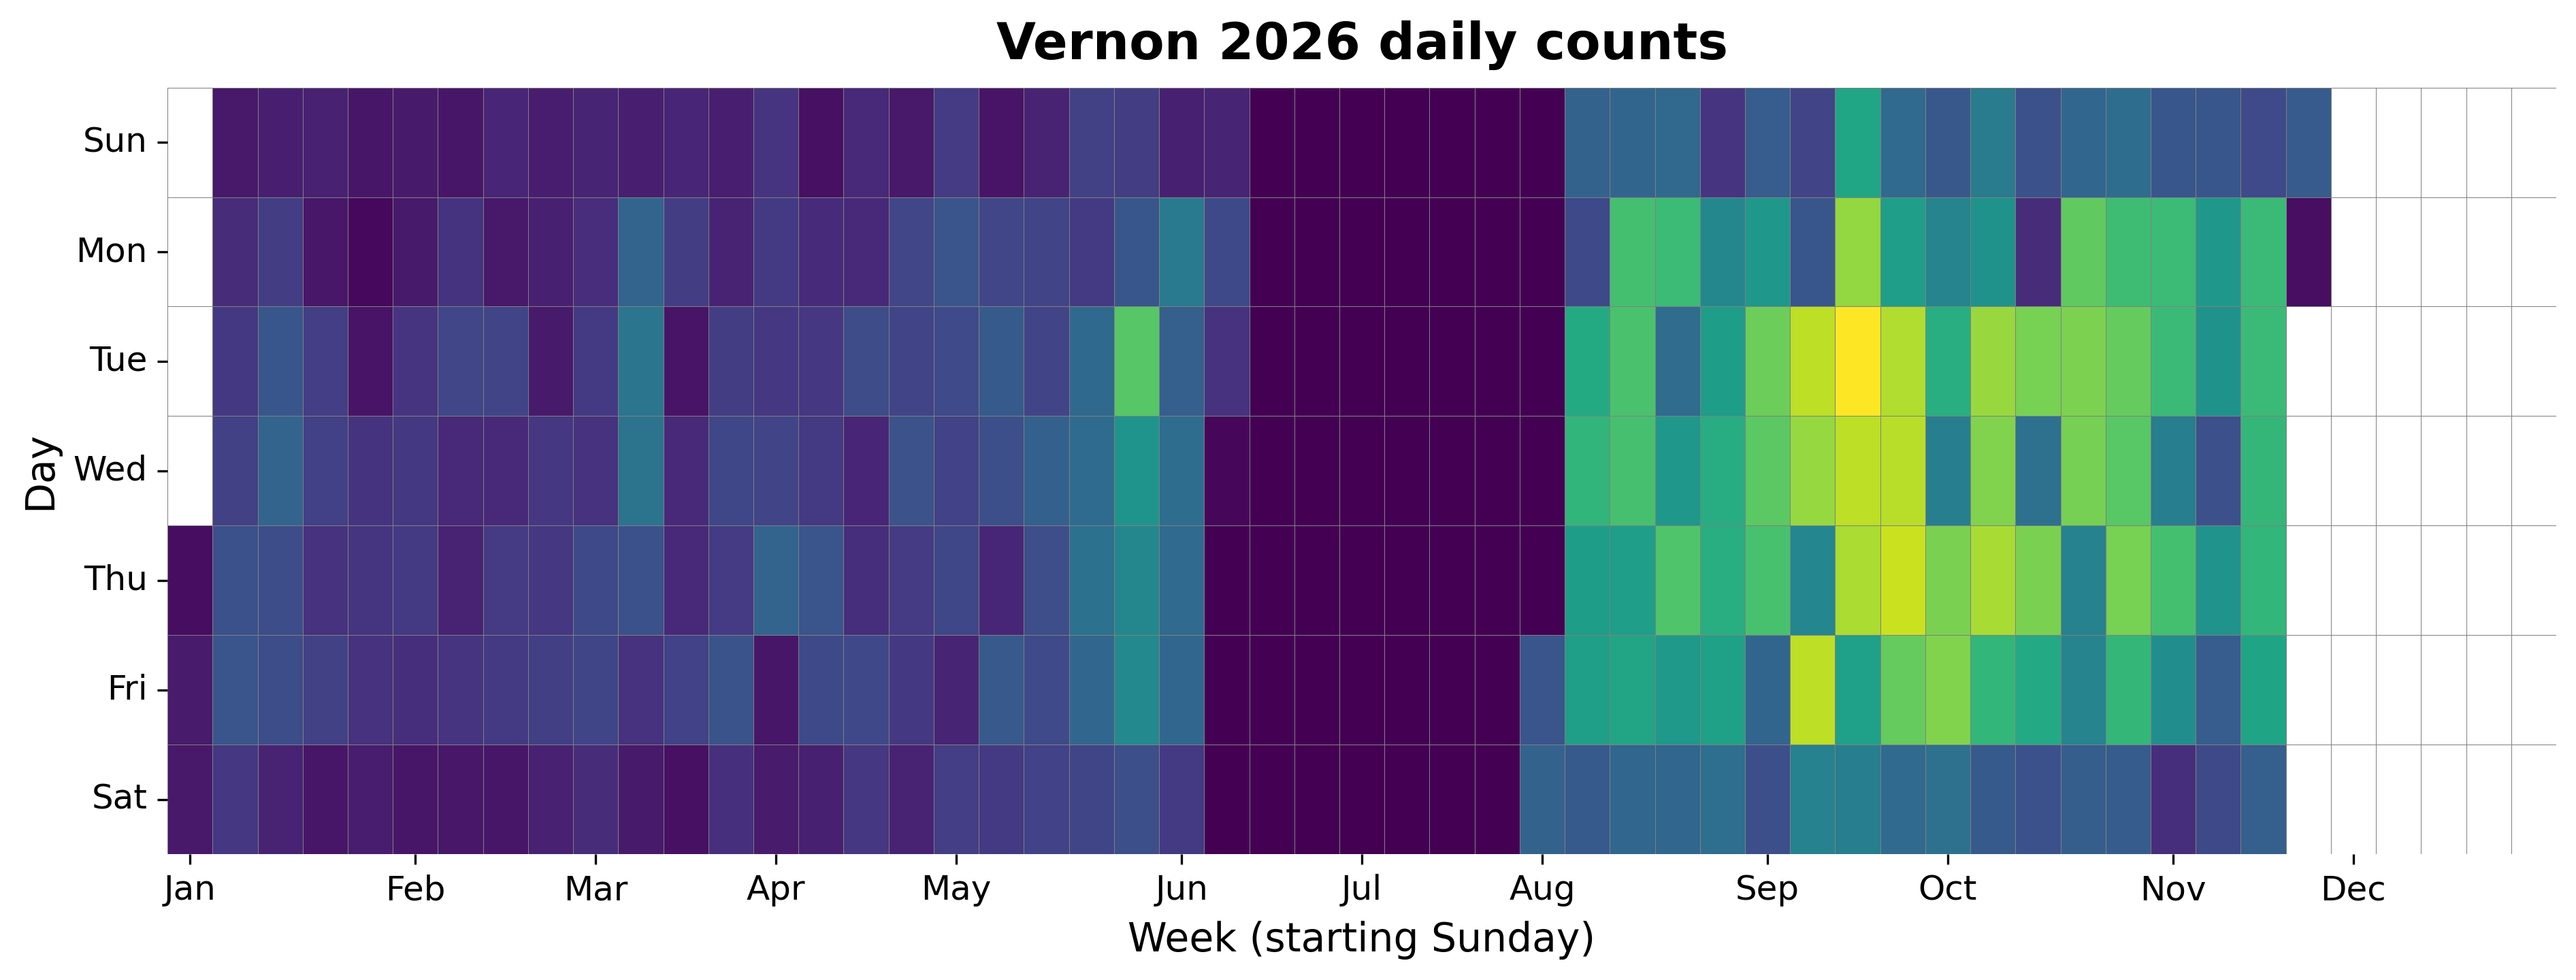 Vernon 2026 daily counts
Day
Sun
Mon
Tue
Wed
Thu
Fri
Sat
Jan Feb Mar Apr May Jun Jul Aug Sep Oct Nov Dec
Week (starting Sunday)